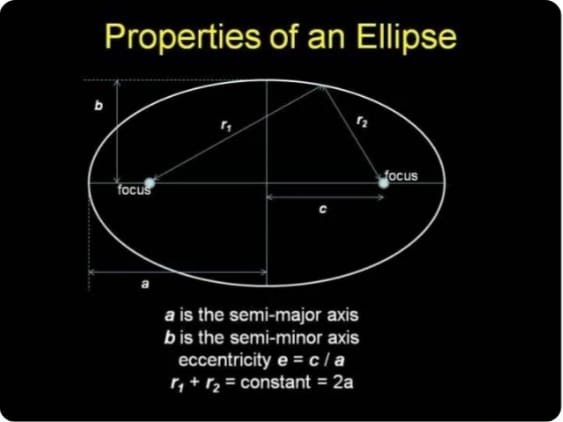 Properties of an Ellipse
b
r1
r2
focus
focus
c
a
a is the semi-major axis
b is the semi-minor axis
eccentricity e = c / a
r1 + r2 = constant = 2a